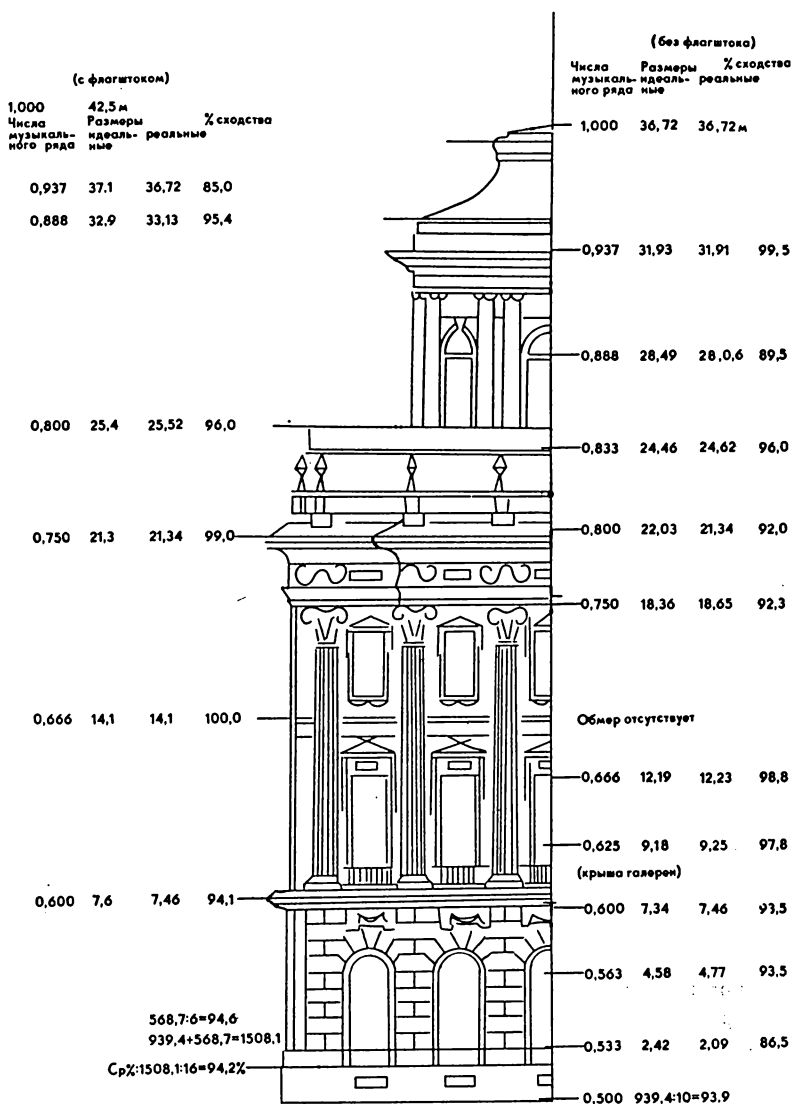 (с флагштоком)
1,000 42,5 м
Числа Размеры % сходства
музыкаль- идеаль- реальные
ного ряда ные
0,937 37.1 36,72 85,0
0,888 32,9 33,13 95,4
0,800 25,4 25,52 96,0
0,750 21,3 21,34 99,0
0,666 14,1 14,1 100,0
0,600 7,6 7,46 94,1
568,7:6=94,6
939,4+568,7=1508,1
Ср%:1508,1:16=94,2%
(без флагштока)
Числа Размеры % сходства
музыкаль- идеаль- реальные
ного ряда ные
1,000 36,72 36,72м
0,937 31,93 31,91 99,5
0,888 28,49 28,0,6 89,5
0,833 24,46 24,62 96,0
0,800 22,03 21,34 92,0
0,750 18,36 18,65 92,3
Обмер отсутствует
0,666 12,19 12,23 98,8
0,625 9,18 9,25 97,8
(крыша галереи)
0,600 7,34 7,46 93,5
0,563 4,58 4,77 93,5
0,533 2,42 2,09 86,5
0,500 939,4:10=93,9